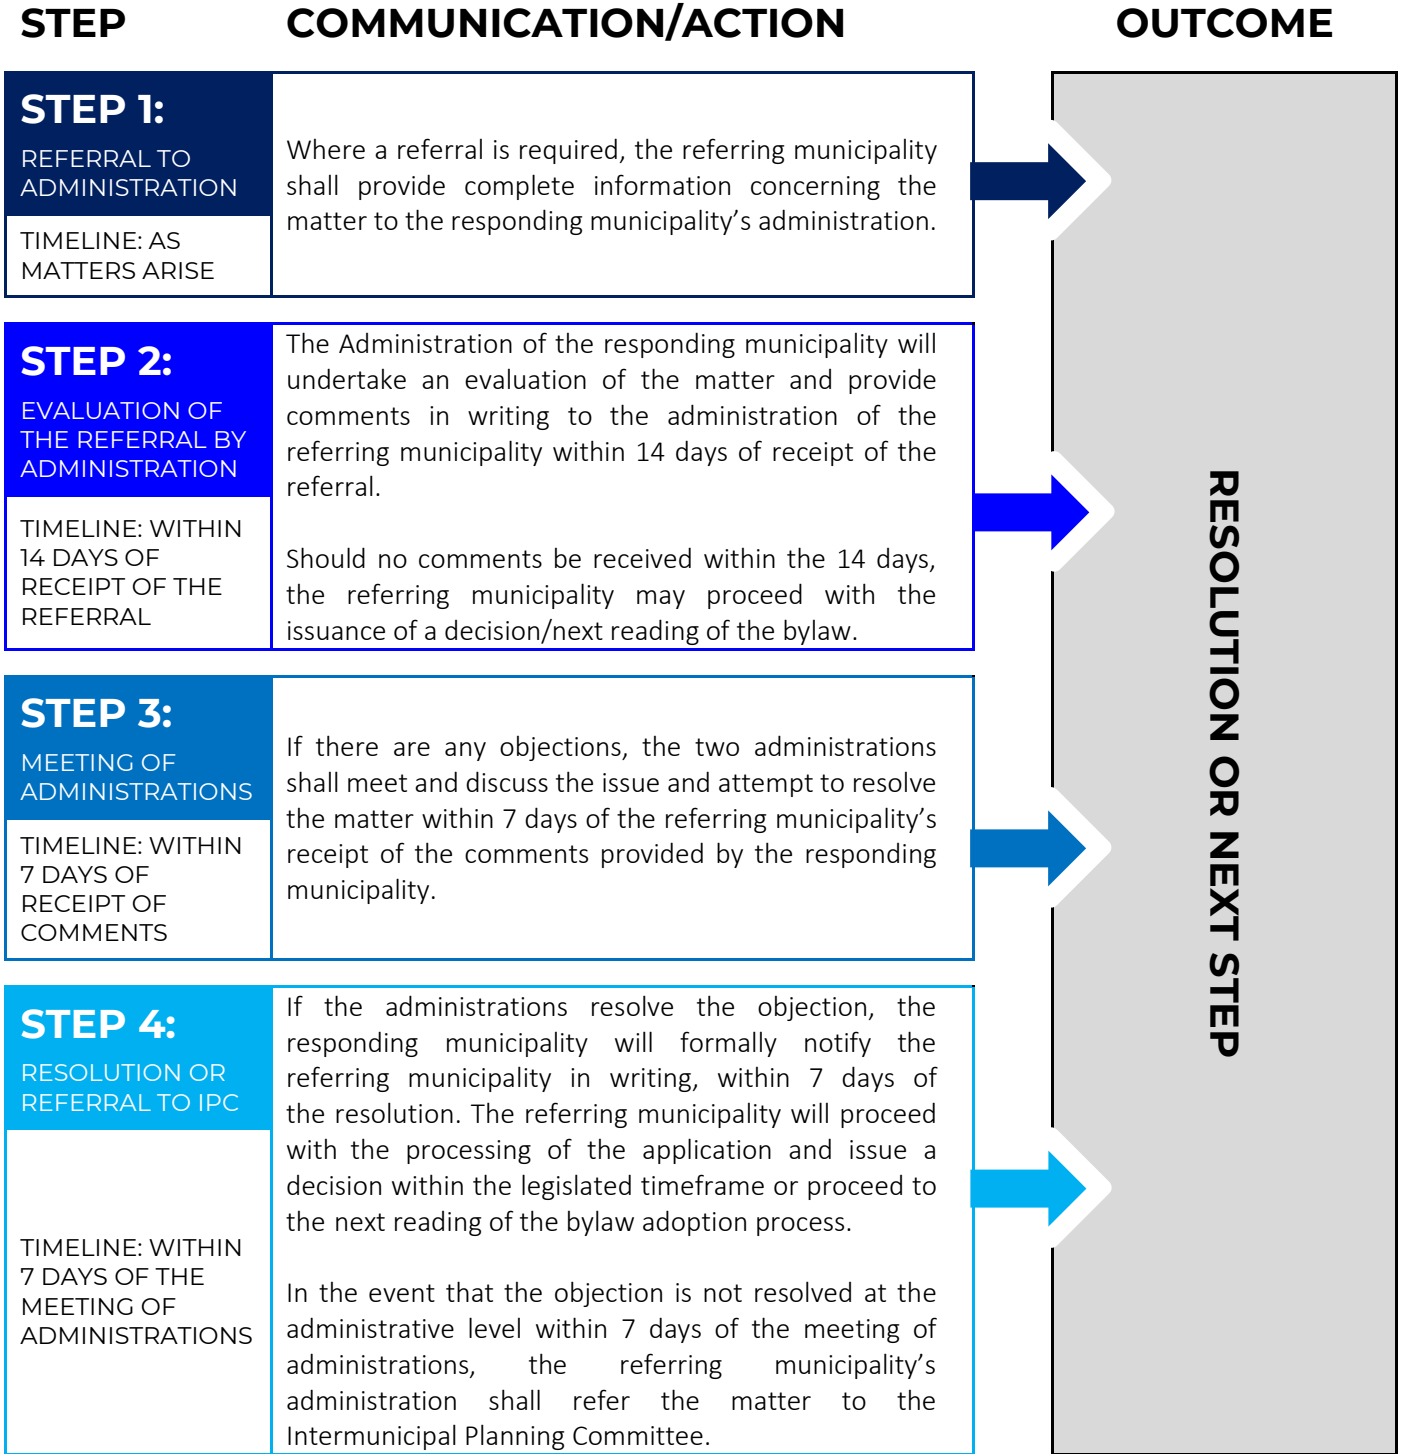 STEP
COMMUNICATION/ACTION
OUTCOME
STEP 1:
REFERRAL TO
ADMINISTRATION
TIMELINE: AS
MATTERS ARISE
Where a referral is required, the referring municipality
shall provide complete information concerning the
matter to the responding municipality’s administration.
STEP 2:
EVALUATION OF
THE REFERRAL BY
ADMINISTRATION
TIMELINE: WITHIN
14 DAYS OF
RECEIPT OF THE
REFERRAL
The Administration of the responding municipality will
undertake an evaluation of the matter and provide
comments in writing to the administration of the
referring municipality within 14 days of receipt of the
referral.
Should no comments be received within the 14 days,
the referring municipality may proceed with the
issuance of a decision/next reading of the bylaw.
STEP 3:
MEETING OF
ADMINISTRATIONS
TIMELINE: WITHIN
7 DAYS OF
RECEIPT OF
COMMENTS
If there are any objections, the two administrations
shall meet and discuss the issue and attempt to resolve
the matter within 7 days of the referring municipality’s
receipt of the comments provided by the responding
municipality.
STEP 4:
RESOLUTION OR
REFERRAL TO IPC
TIMELINE: WITHIN
7 DAYS OF THE
MEETING OF
ADMINISTRATIONS
If the administrations resolve the objection, the
responding municipality will formally notify the
referring municipality in writing, within 7 days of
the resolution. The referring municipality will proceed
with the processing of the application and issue a
decision within the legislated timeframe or proceed to
the next reading of the bylaw adoption process.
In the event that the objection is not resolved at the
administrative level within 7 days of the meeting of
administrations, the referring municipality’s
administration shall refer the matter to the
Intermunicipal Planning Committee.
RESOLUTION OR NEXT STEP